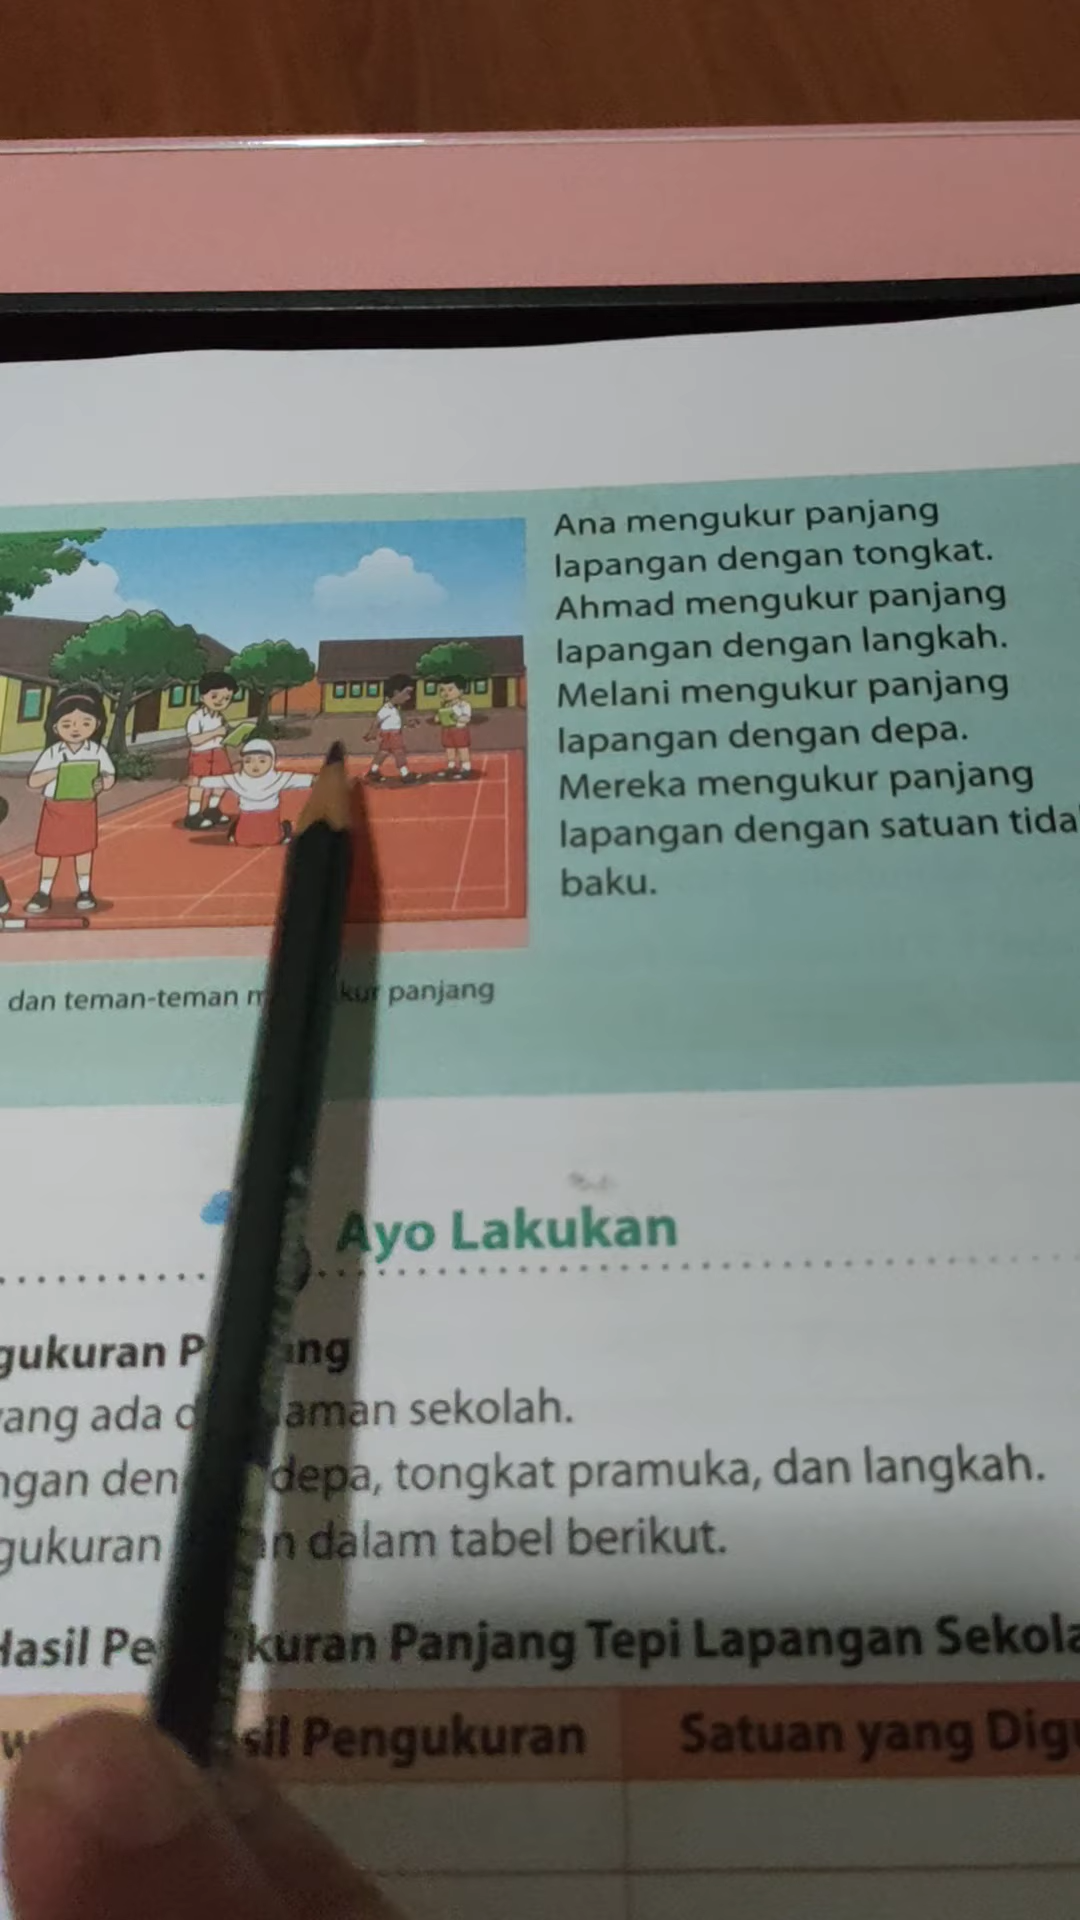 Ana mengukur panjang
lapangan dengan tongkat.
Ahmad mengukur panjang
lapangan dengan langkah.
Melani mengukur panjang
lapangan dengan depa.
Mereka mengukur panjang
lapangan dengan satuan tida
baku.
dan teman-teman kur panjang
Ayo Lakukan
gukuran P ang
yang ada d aman sekolah.
ngan den depa, tongkat pramuka, dan langkah.
gukuran n dalam tabel berikut.
Hasil Pe kuran Panjang Tepi Lapangan Sekola
sil Pengukuran
Satuan yang Dig